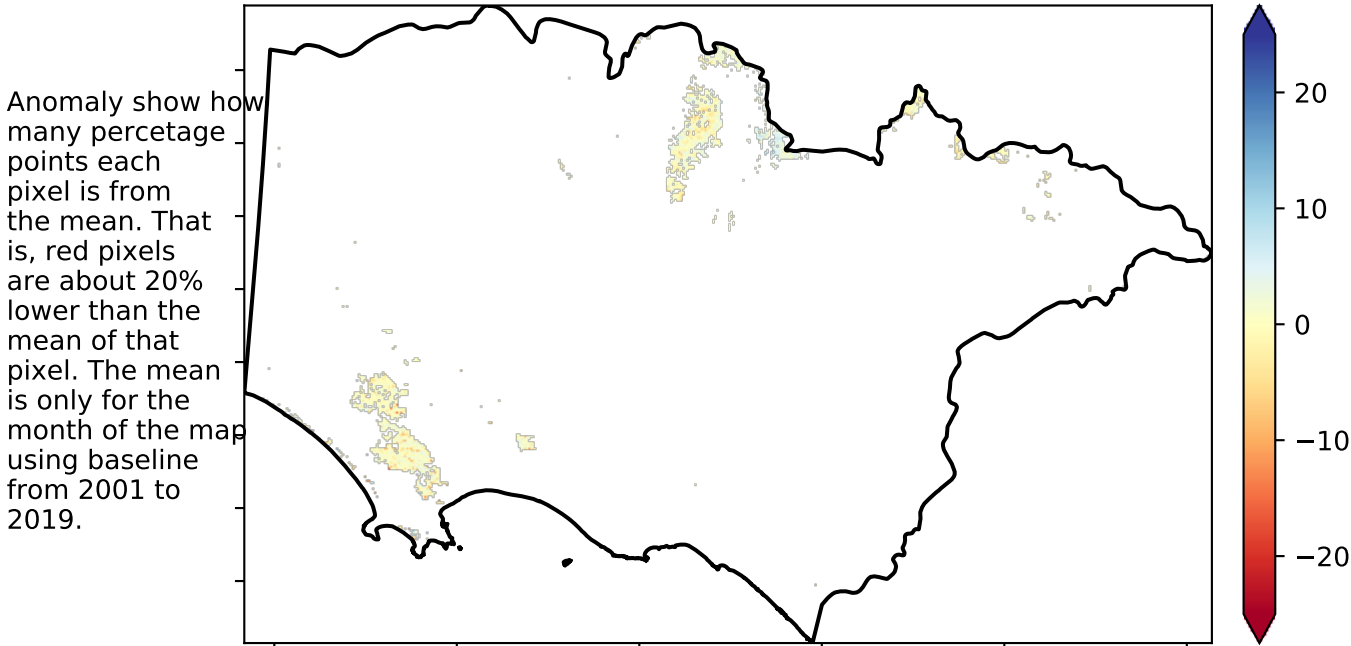 Anomaly show how
many percetage
points each
pixel is from
the mean. That
is, red pixels
are about 20%
lower than the
mean of that
pixel. The mean
is only for the
month of the map
using baseline
from 2001 to
2019.
20
10
0
−10
−20